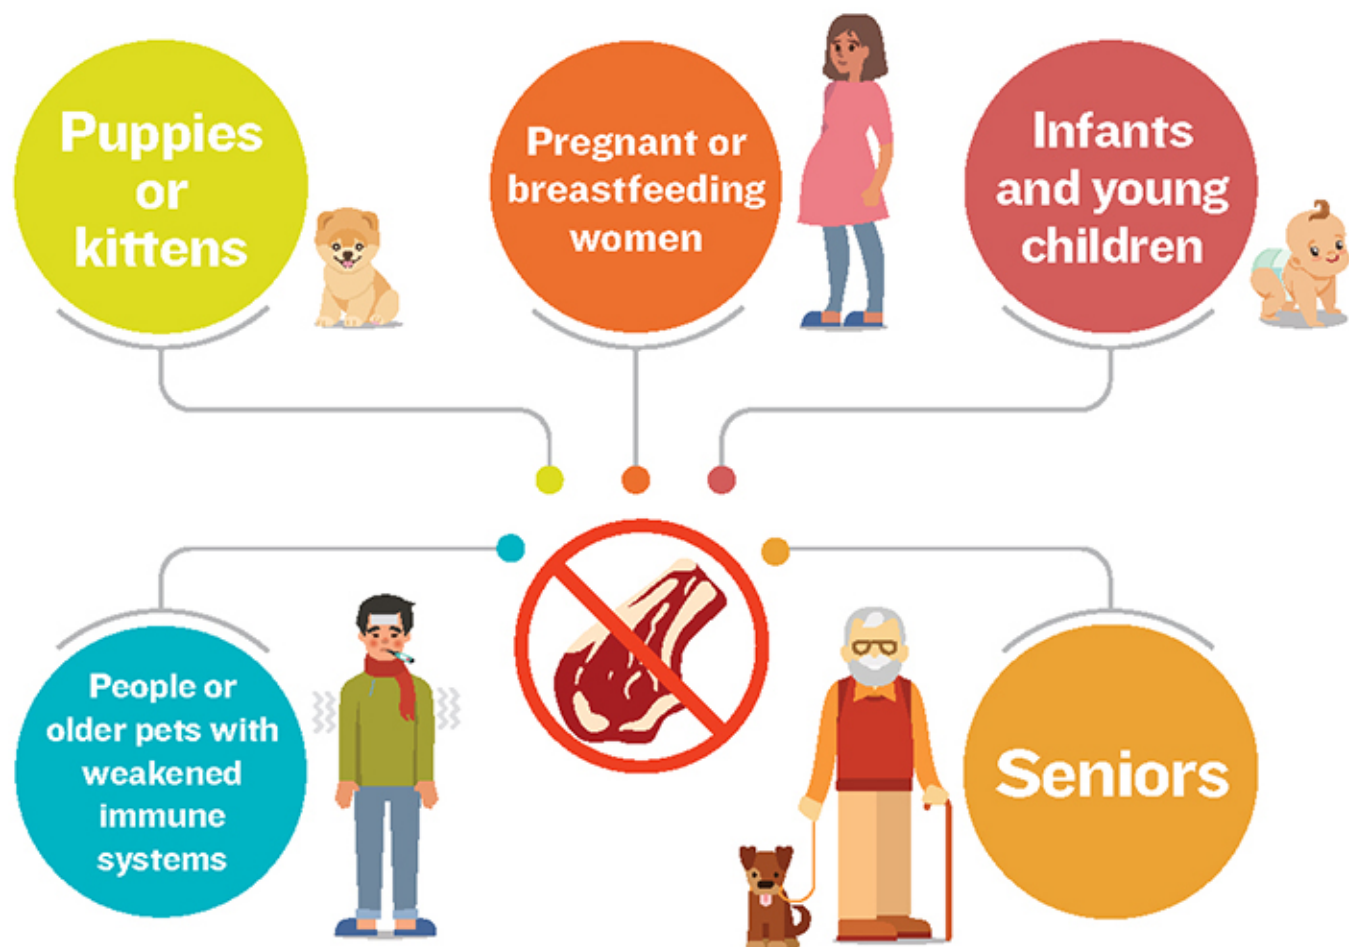 Puppies
or
kittens
Pregnant or
breastfeeding
women
Infants
and young
children
People or
older pets with
weakened
immune
systems
Seniors